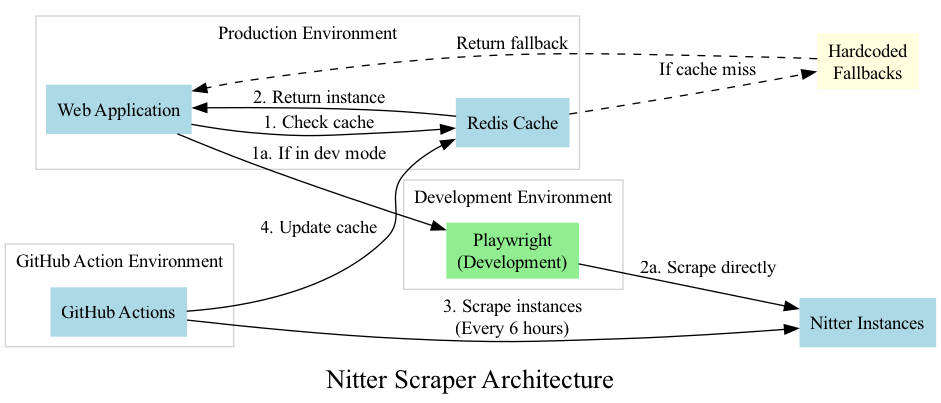 Production Environment
Return fallback
Hardcoded
Fallbacks
If cache miss
Web Application
2. Return instance
1. Check cache
Redis Cache
1a. If in dev mode
Development Environment
4. Update cache
Playwright
(Development)
GitHub Action Environment
2a. Scrape directly
GitHub Actions
3. Scrape instances
(Every 6 hours)
Nitter Instances
Nitter Scraper Architecture